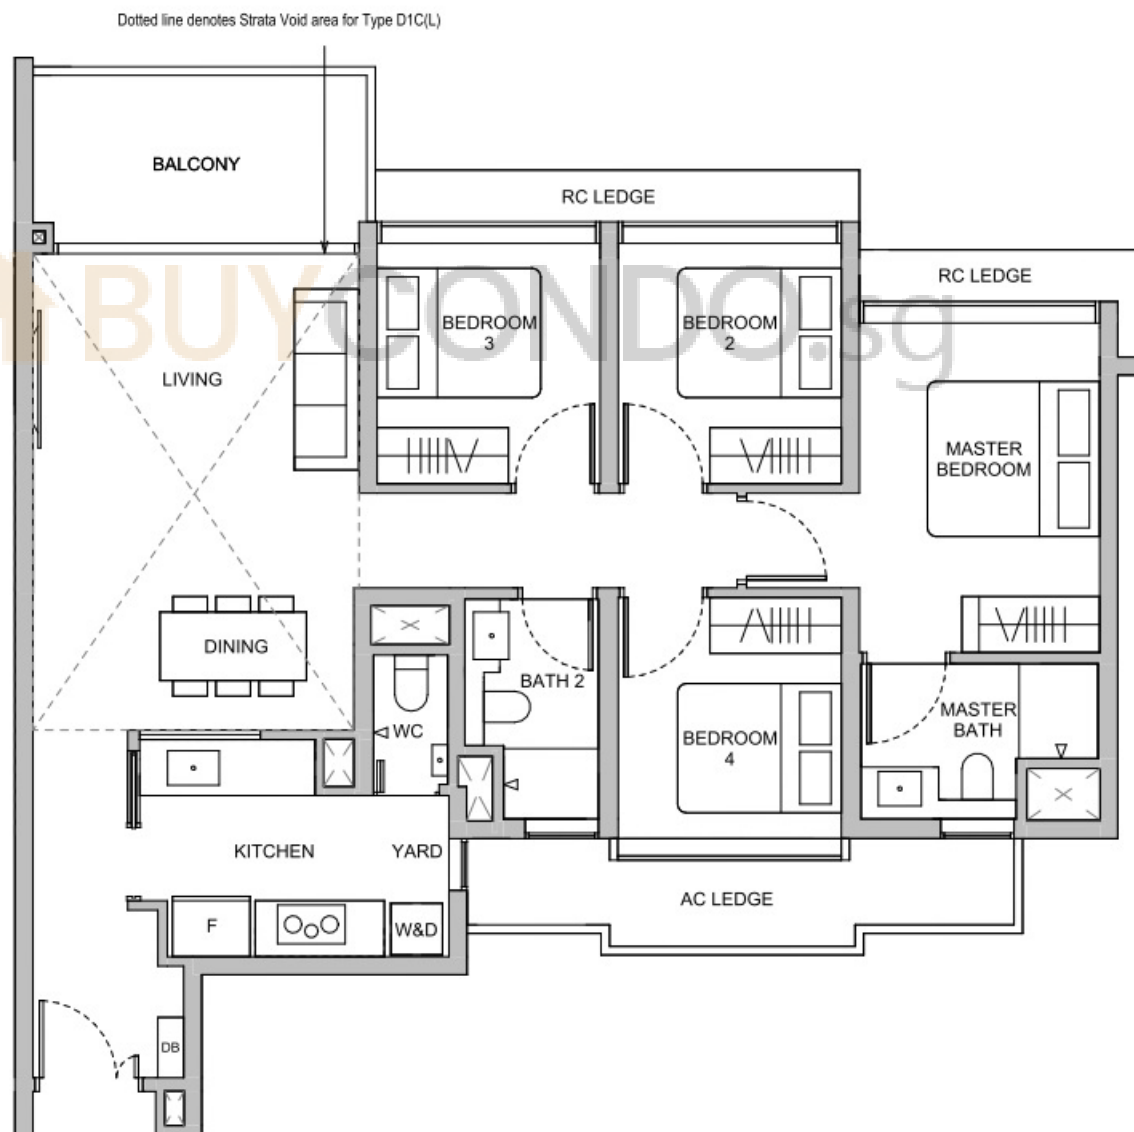 Dotted line denotes Strata Void area for Type D1C(L)
BALCONY
RC LEDGE
RC LEDGE
BUYCONDO.sg
BEDROOM
3
BEDROOM
2
LIVING
MASTER
BEDROOM
DINING
BATH 2
WC
MASTER
BATH
BEDROOM
4
KITCHEN
YARD
AC LEDGE
F
W&D
DB